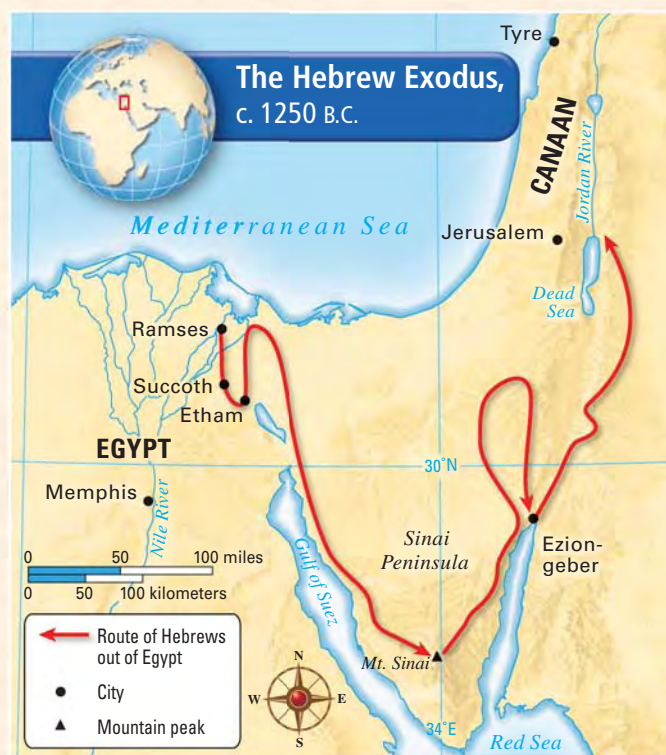 The Hebrew Exodus,
c. 1250 B.C.
Tyre
CANAAN
Jordan River
Mediterranean Sea
Jerusalem
Dead
Sea
Ramses
Succoth
Etham
EGYPT
30°N
Memphis
Nile River
Sinai
Peninsula
Ezion-
geber
Gulf of Suez
0 50 100 miles
0 50 100 kilometers
Route of Hebrews
out of Egypt
City
Mountain peak
N
W E
S
Mt. Sinai
34°E
Red Sea